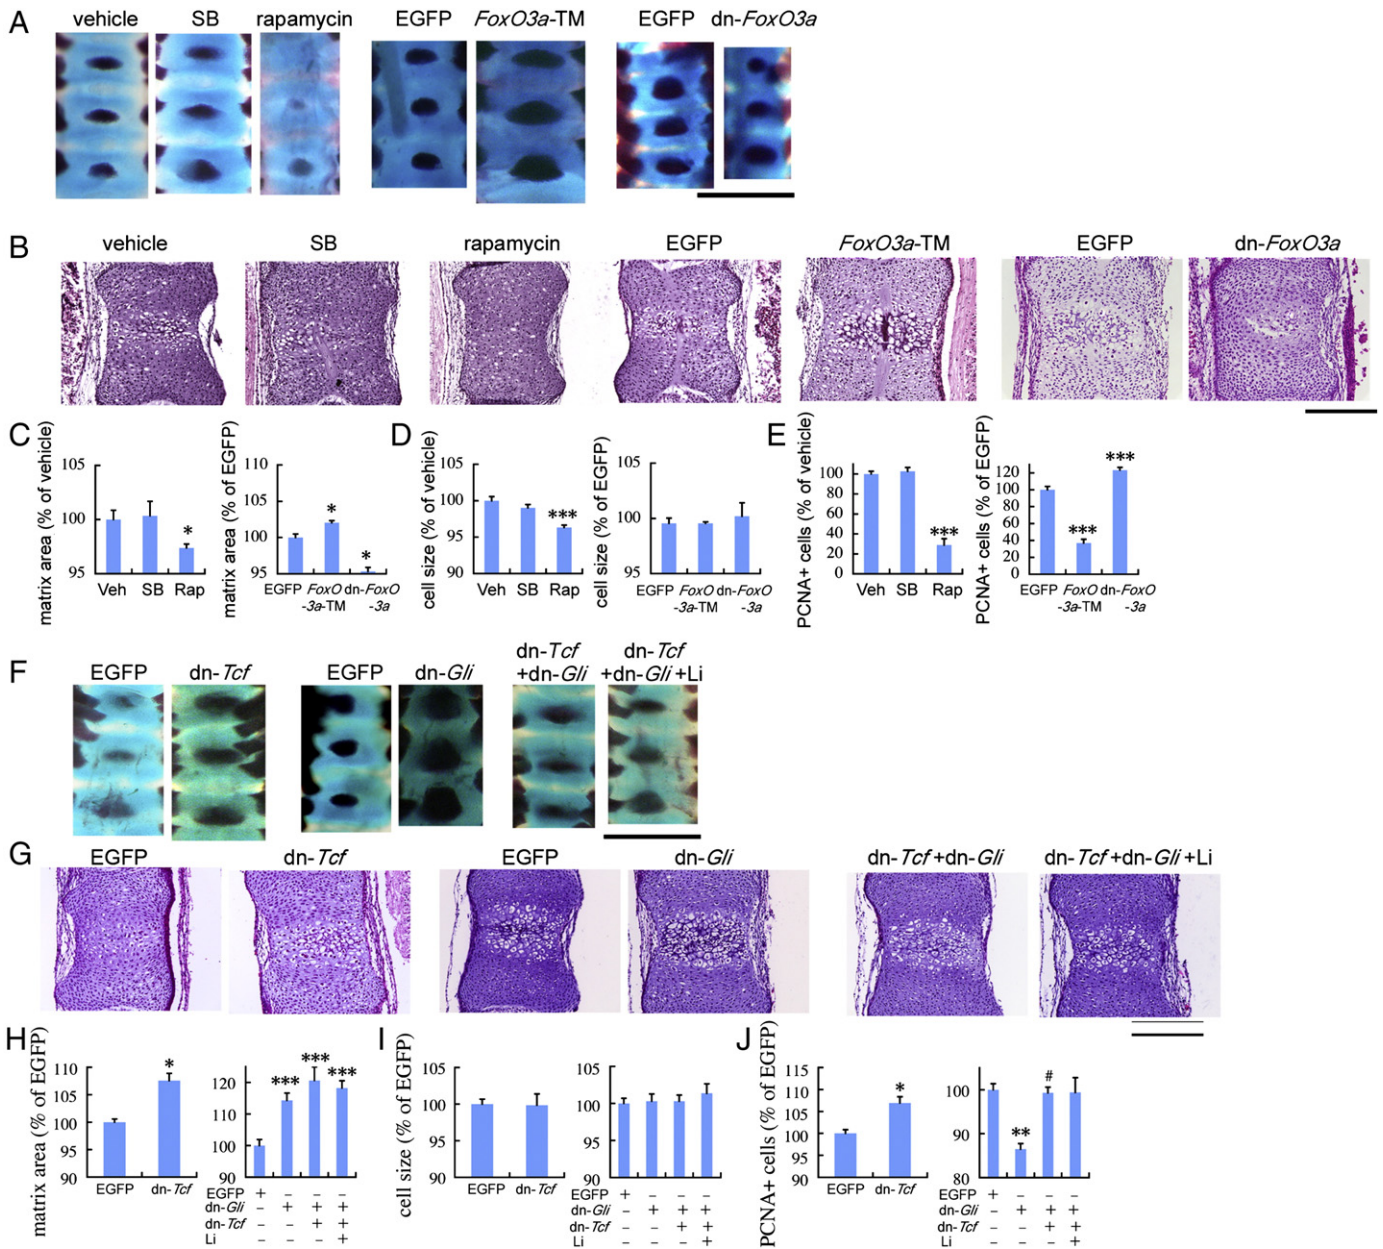 A
vehicle SB rapamycin EGFP FoxO3a-TM EGFP dn-FoxO3a
B
vehicle SB rapamycin EGFP FoxO3a-TM EGFP dn-FoxO3a
C
matrix area (% of vehicle)
105
100
95
*
Veh SB Rap
matrix area (% of EGFP)
110
105
100
95
*
*
EGFP FoxO dn-FoxO
-3a-TM -3a
D
cell size (% of vehicle)
105
100
95
90
***
Veh SB Rap
cell size (% of EGFP)
105
100
95
EGFP FoxO dn-FoxO
-3a-TM -3a
E
PCNA+ cells (% of vehicle)
100
80
60
40
20
0
***
Veh SB Rap
PCNA+ cells (% of EGFP)
120
100
80
60
40
20
0
***
***
EGFP FoxO dn-FoxO
-3a-TM -3a
F
EGFP dn-Tcf EGFP dn-Gli
dn-Tcf
+dn-Gli
dn-Tcf
+dn-Gli +Li
G
EGFP dn-Tcf EGFP dn-Gli dn-Tcf +dn-Gli dn-Tcf +dn-Gli +Li
H
matrix area (% of EGFP)
110
105
100
95
90
*
EGFP dn-Tcf
120
110
100
90
*** *** ***
EGFP + – – –
dn-Gli – + + +
dn-Tcf – – + +
Li – – – +
I
cell size (% of EGFP)
105
100
95
90
EGFP dn-Tcf
105
100
95
90
EGFP + – – –
dn-Gli – + + +
dn-Tcf – – + +
Li – – – +
J
PCNA+ cells (% of EGFP)
115
110
105
100
95
90
*
EGFP dn-Tcf
100
90
80
** #
EGFP + – – –
dn-Gli – + + +
dn-Tcf – – + +
Li – – – +